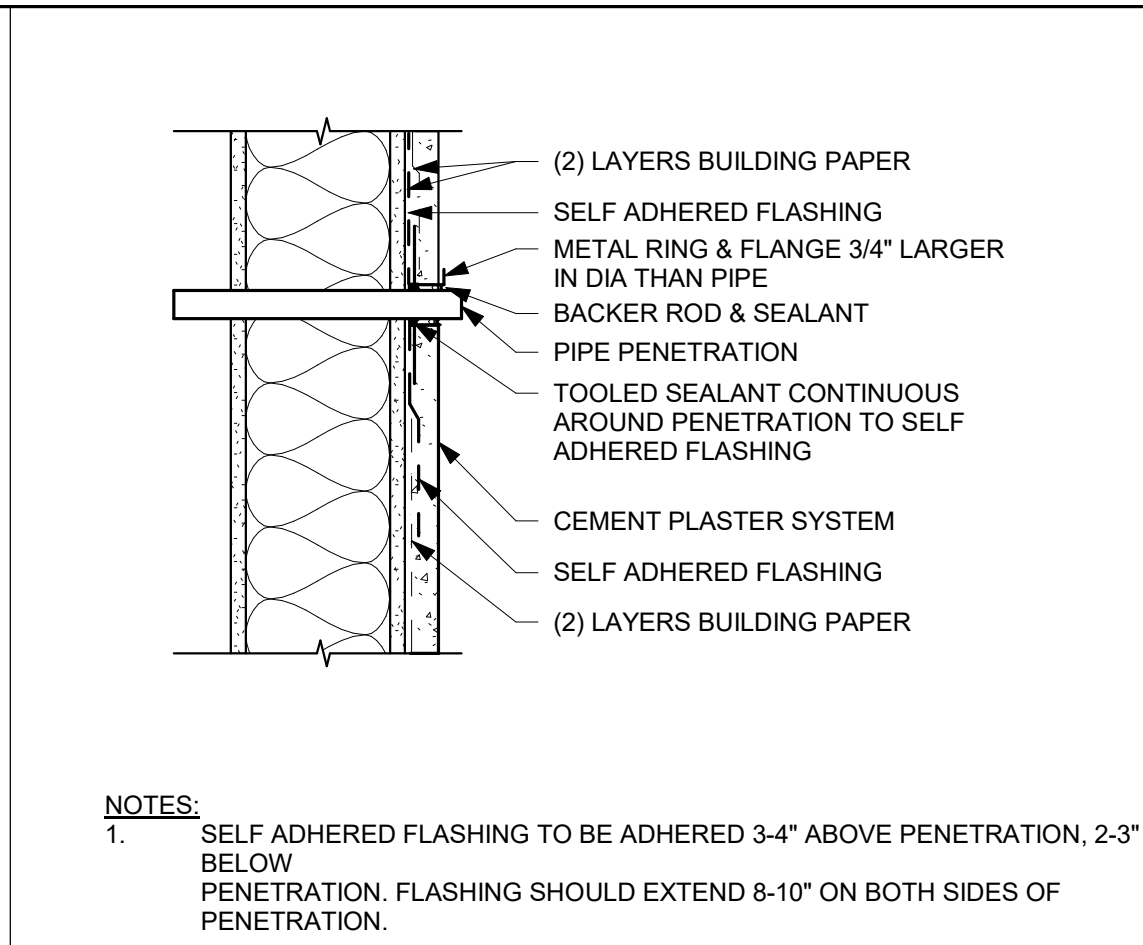 (2) LAYERS BUILDING PAPER
SELF ADHERED FLASHING
METAL RING & FLANGE 3/4" LARGER
IN DIA THAN PIPE
BACKER ROD & SEALANT
PIPE PENETRATION
TOOLED SEALANT CONTINUOUS
AROUND PENETRATION TO SELF
ADHERED FLASHING
CEMENT PLASTER SYSTEM
SELF ADHERED FLASHING
(2) LAYERS BUILDING PAPER
NOTES:
1. SELF ADHERED FLASHING TO BE ADHERED 3-4" ABOVE PENETRATION, 2-3"
BELOW
PENETRATION. FLASHING SHOULD EXTEND 8-10" ON BOTH SIDES OF
PENETRATION.